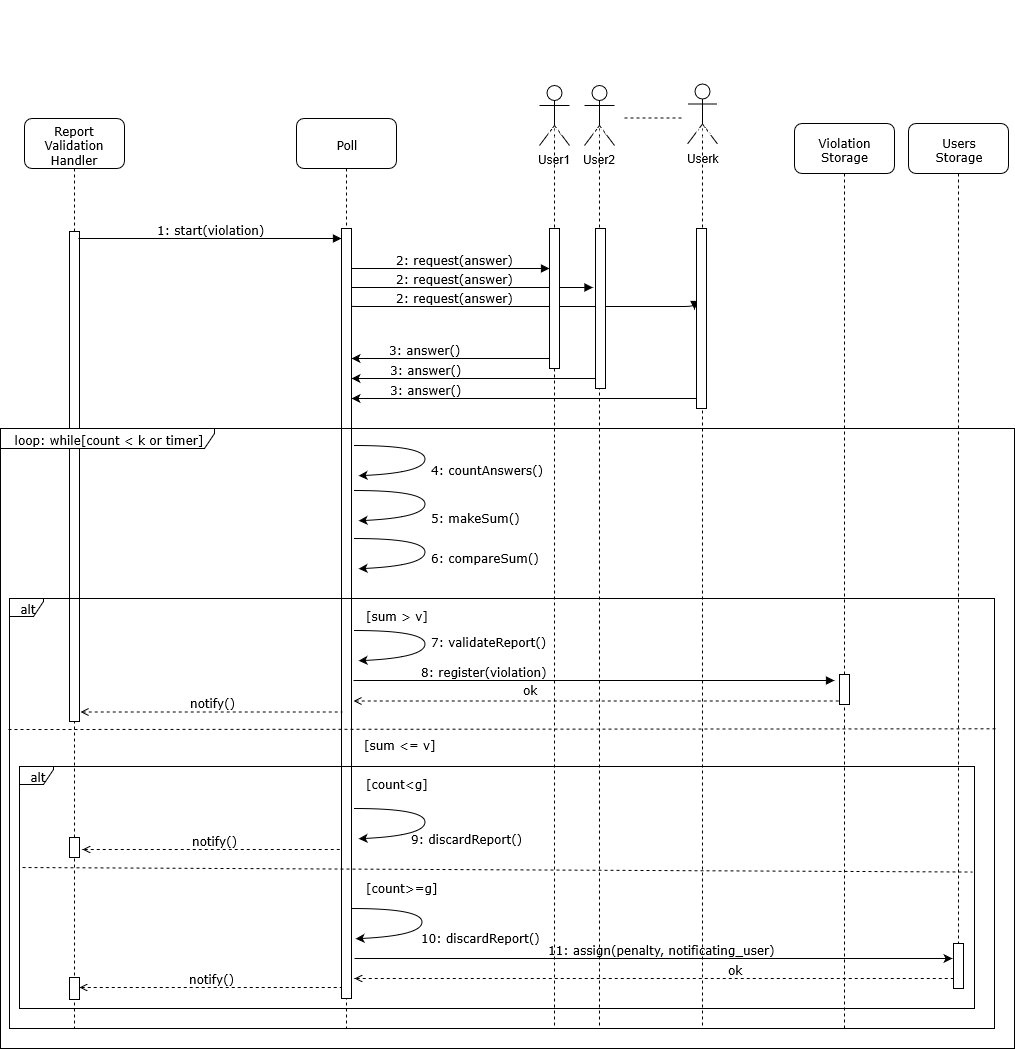 Report
Validation
Handler
Poll
User1
User2
Userk
Violation
Storage
Users
Storage
1: start(violation)
2: request(answer)
2: request(answer)
2: request(answer)
3: answer()
3: answer()
3: answer()
loop: while[count < k or timer]
4: countAnswers()
5: makeSum()
6: compareSum()
alt
[sum > v]
7: validateReport()
8: register(violation)
ok
notify()
[sum <= v]
alt
[count<g]
9: discardReport()
notify()
[count>=g]
10: discardReport()
11: assign(penalty, notificating_user)
ok
notify()